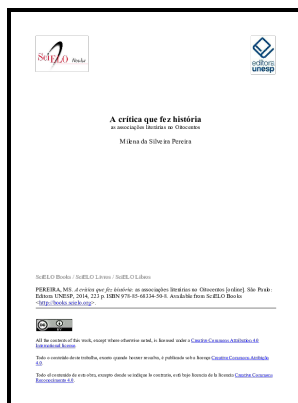 SciELO Books
editora
unesp
A crítica que fez história
as associações literárias no Oitocentos
Milena da Silveira Pereira
SciELO Books / SciELO Livros / SciELO Libros
PEREIRA, MS. A crítica que fez história: as associações literárias no Oitocentos [online]. São Paulo:
Editora UNESP, 2014, 223 p. ISBN 978-85-68334-50-8. Available from SciELO Books
<http://books.scielo.org>.
All the contents of this work, except where otherwise noted, is licensed under a Creative Commons Attribution 4.0
International license.
Todo o conteúdo deste trabalho, exceto quando houver ressalva, é publicado sob a licença Creative Commons Atribição
4.0.
Todo el contenido de esta obra, excepto donde se indique lo contrario, está bajo licencia de la licencia Creative Commons
Reconocimento 4.0.